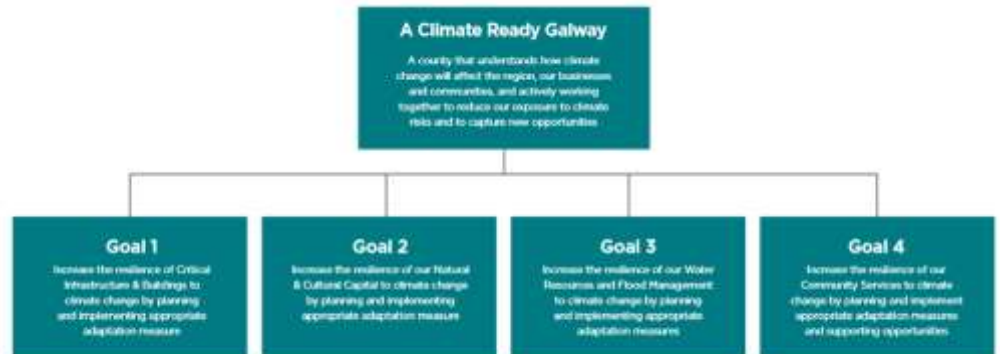 A Climate Ready Galway
A county that understands how climate
change will affect the region, our businesses
and communities, and actively working
together to reduce our exposure to climate
risks and to capture new opportunities
Goal 1
Increase the resilience of Critical
Infrastructure & Buildings to
climate change by planning
and implementing appropriate
adaptation measure
Goal 2
Increase the resilience of our Natural
& Cultural Capital to climate change
by planning and implementing
appropriate adaptation measure
Goal 3
Increase the resilience of our Water
Resources and Flood Management
to climate change by planning
and implementing appropriate
adaptation measures
Goal 4
Increase the resilience of our
Community Services to climate
change by planning and implement
appropriate adaptation measures
and supporting opportunities